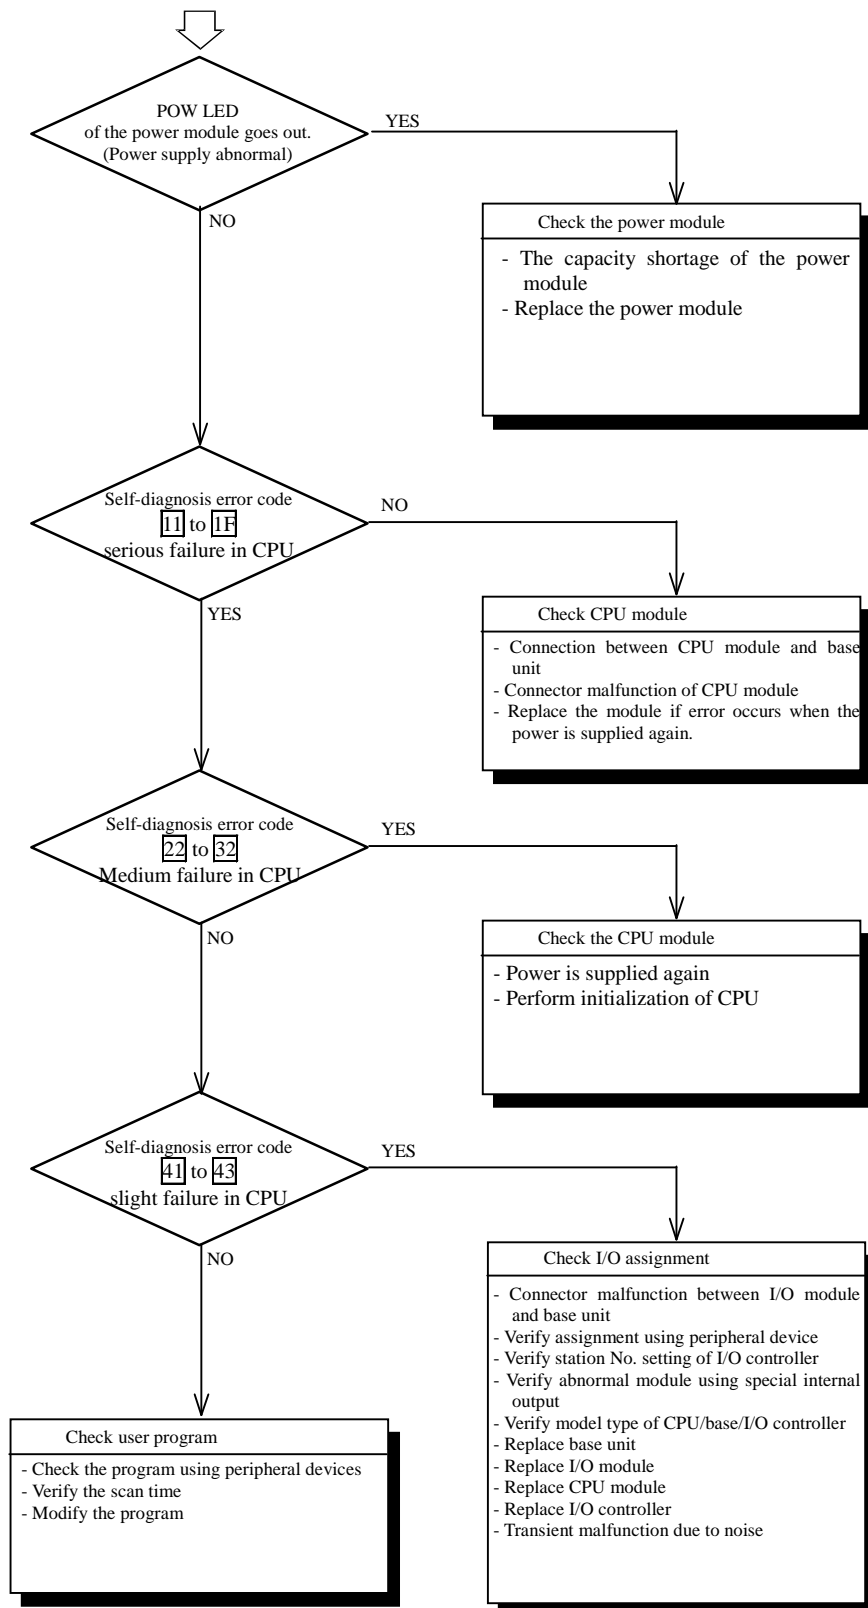 POW LED
of the power module goes out.
(Power supply abnormal)
YES
NO
Check the power module
- The capacity shortage of the power
module
- Replace the power module
Self-diagnosis error code
11 to 1F
serious failure in CPU
NO
YES
Check CPU module
- Connection between CPU module and base
unit
- Connector malfunction of CPU module
- Replace the module if error occurs when the
power is supplied again.
Self-diagnosis error code
22 to 32
Medium failure in CPU
YES
NO
Check the CPU module
- Power is supplied again
- Perform initialization of CPU
Self-diagnosis error code
41 to 43
slight failure in CPU
YES
NO
Check I/O assignment
- Connector malfunction between I/O module
and base unit
- Verify assignment using peripheral device
- Verify station No. setting of I/O controller
- Verify abnormal module using special internal
output
- Verify model type of CPU/base/I/O controller
- Replace base unit
- Replace I/O module
- Replace CPU module
- Replace I/O controller
- Transient malfunction due to noise
Check user program
- Check the program using peripheral devices
- Verify the scan time
- Modify the program